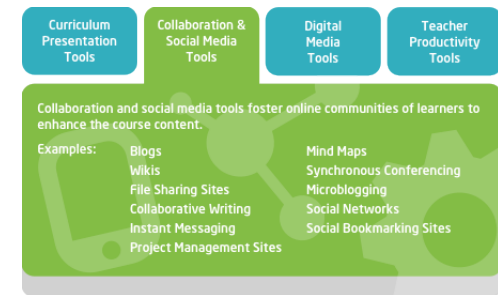 Curriculum
Presentation
Tools
Collaboration &
Social Media
Tools
Digital
Media
Tools
Teacher
Productivity
Tools
Collaboration and social media tools foster online communities of learners to
enhance the course content.
Examples:
Blogs
Wikis
File Sharing Sites
Collaborative Writing
Instant Messaging
Project Management Sites
Mind Maps
Synchronous Conferencing
Microblogging
Social Networks
Social Bookmarking Sites